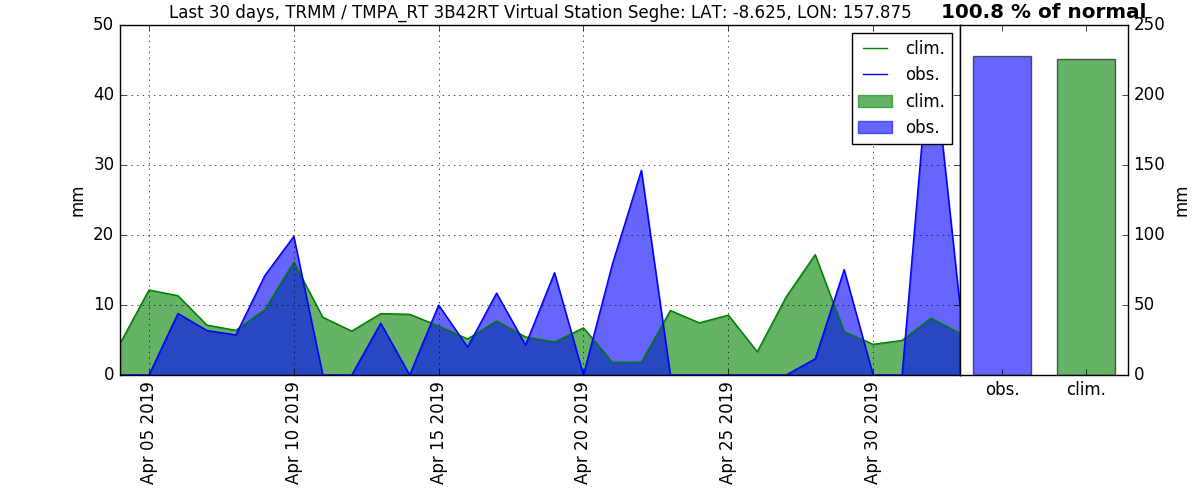 Last 30 days, TRMM / TMPA_RT 3B42RT Virtual Station Seghe: LAT: -8.625, LON: 157.875
100.8 % of normal
50
40
30
20
10
0
mm
clim.
obs.
clim.
obs.
250
200
150
100
50
0
mm
obs.
clim.
Apr 05 2019
Apr 10 2019
Apr 15 2019
Apr 20 2019
Apr 25 2019
Apr 30 2019